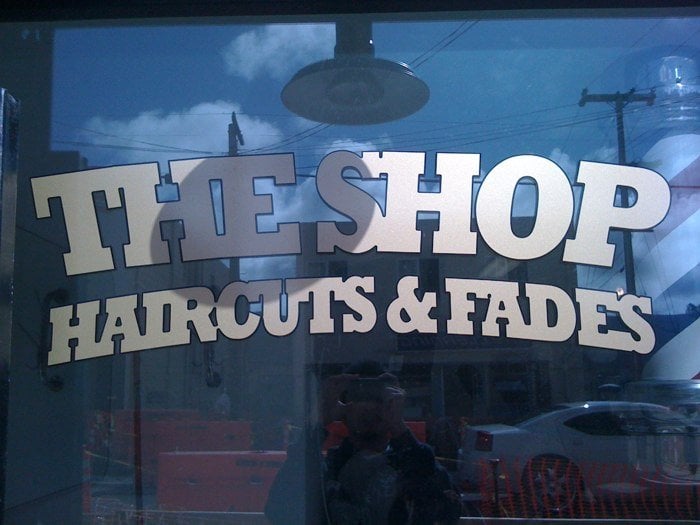 THE SHOP
HAIRCUTS & FADES